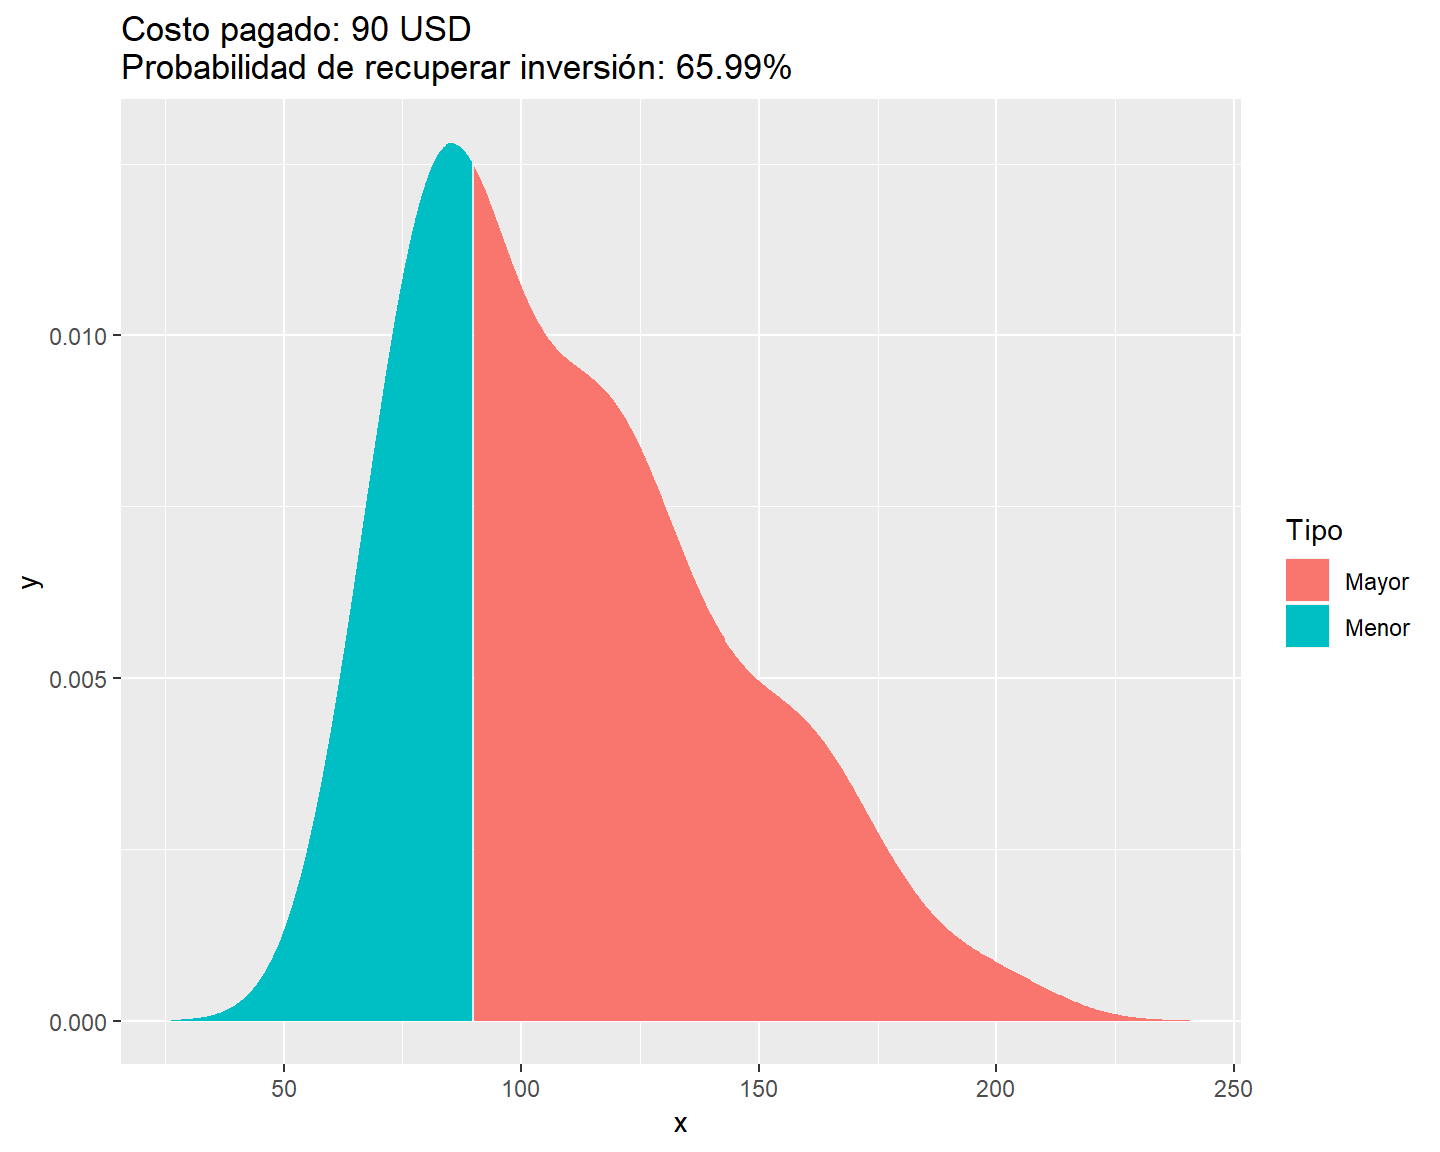 Costo pagado: 90 USD
Probabilidad de recuperar inversión: 65.99%
0.010
0.005
0.000
y
50 100 150 200 250
x
Tipo
Mayor
Menor